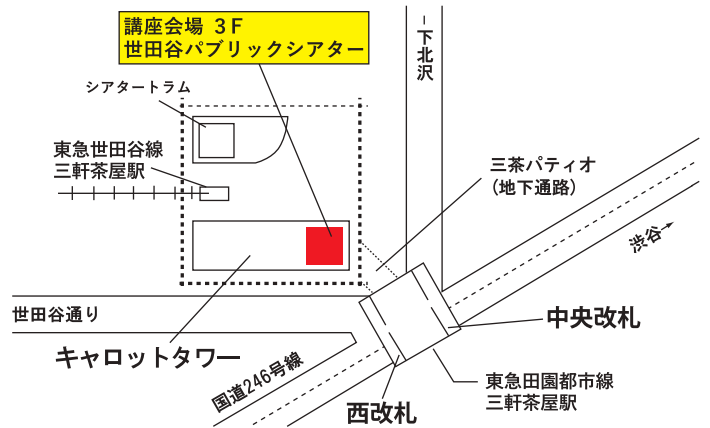 講座会場 3F
世田谷パブリックシアター
－下北沢
シアタートラム
東急世田谷線
三軒茶屋駅
三茶パティオ
(地下通路)
渋谷→
世田谷通り
中央改札
キャロットタワー
国道246号線
東急田園都市線
三軒茶屋駅
西改札